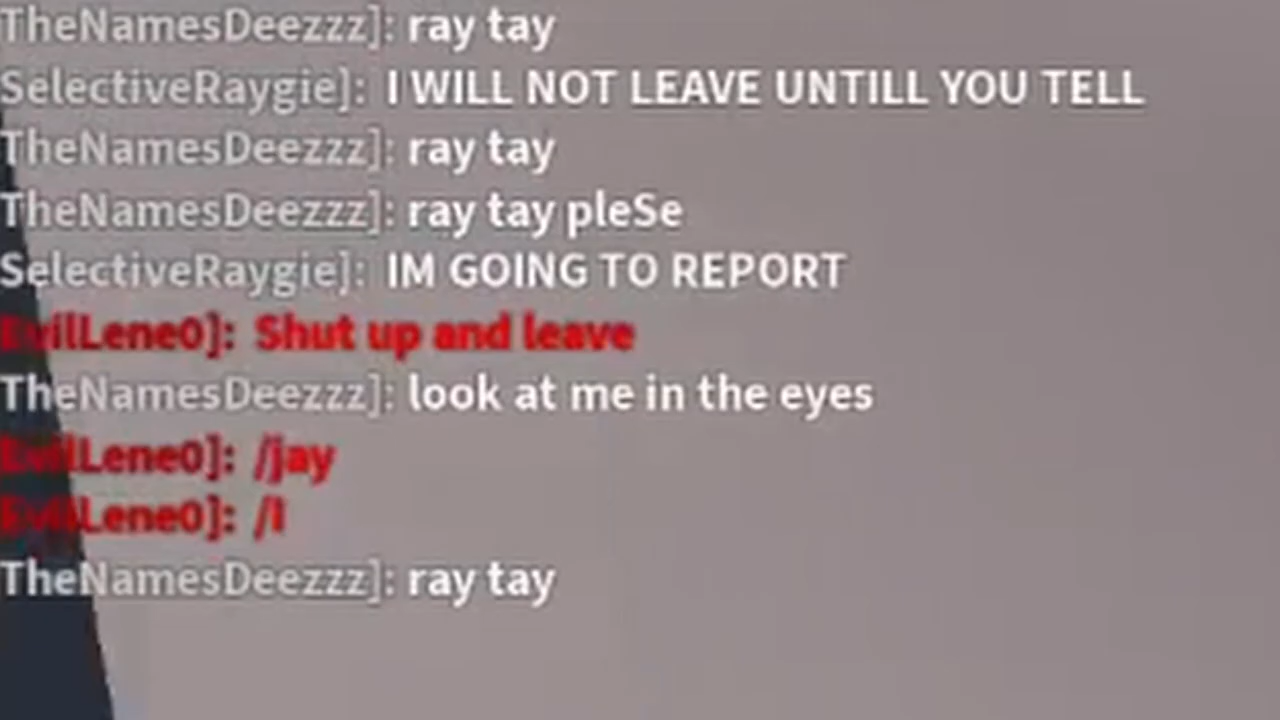 TheNamesDeezzz]: ray tay
SelectiveRaygie]: I WILL NOT LEAVE UNTILL YOU TELL
TheNamesDeezzz]: ray tay
TheNamesDeezzz]: ray tay pleSe
SelectiveRaygie]: IM GOING TO REPORT
EvilLene0]: Shut up and leave
TheNamesDeezzz]: look at me in the eyes
EvilLene0]: /jay
EvilLene0]: /l
TheNamesDeezzz]: ray tay